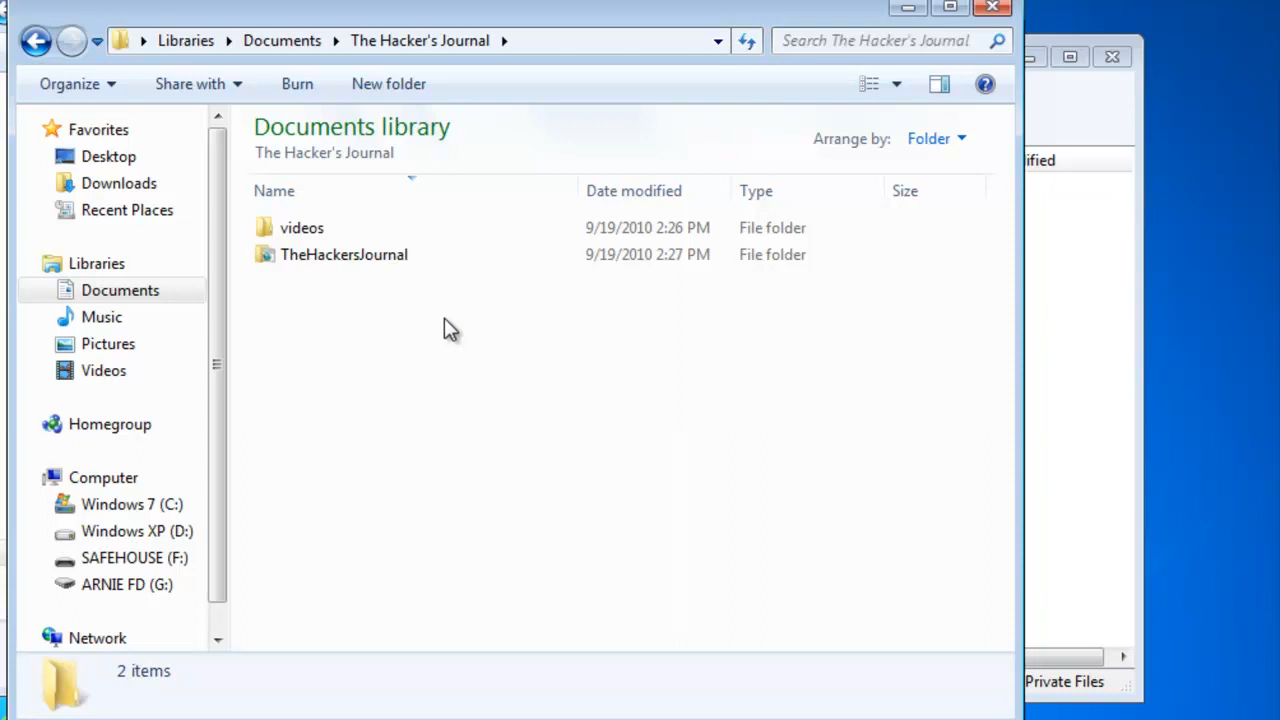 Libraries Documents The Hacker's Journal Search The Hacker's Journal
Organize Share with Burn New folder
Documents library
The Hacker's Journal
Arrange by: Folder
Name Date modified Type Size
videos 9/19/2010 2:26 PM File folder
TheHackersJournal 9/19/2010 2:27 PM File folder
Favorites
Desktop
Downloads
Recent Places
Libraries
Documents
Music
Pictures
Videos
Homegroup
Computer
Windows 7 (C:)
Windows XP (D:)
SAFEHOUSE (F:)
ARNIE FD (G:)
Network
2 items
ified
Private Files